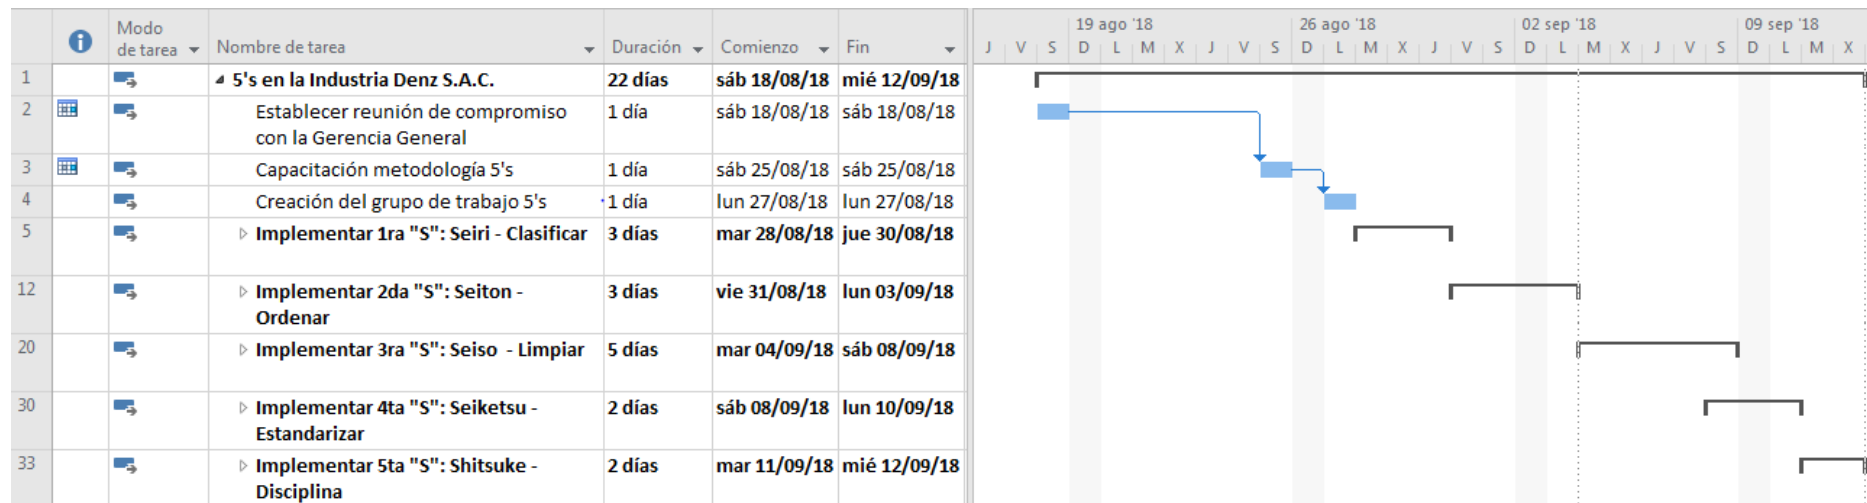 Modo de tarea Nombre de tarea Duración Comienzo Fin
19 ago '18 26 ago '18 02 sep '18 09 sep '18
J V S D L M X J V S D L M X J V S D L M X J V S D L M X
1 5's en la Industria Denz S.A.C. 22 días sáb 18/08/18 mié 12/09/18
2 Establecer reunión de compromiso 1 día sáb 18/08/18 sáb 18/08/18
con la Gerencia General
3 Capacitación metodología 5's 1 día sáb 25/08/18 sáb 25/08/18
4 Creación del grupo de trabajo 5's 1 día lun 27/08/18 lun 27/08/18
5 Implementar 1ra "S": Seiri - Clasificar 3 días mar 28/08/18 jue 30/08/18
12 Implementar 2da "S": Seiton - 3 días vie 31/08/18 lun 03/09/18
Ordenar
20 Implementar 3ra "S": Seiso - Limpiar 5 días mar 04/09/18 sáb 08/09/18
30 Implementar 4ta "S": Seiketsu - 2 días sáb 08/09/18 lun 10/09/18
Estandarizar
33 Implementar 5ta "S": Shitsuke - 2 días mar 11/09/18 mié 12/09/18
Disciplina